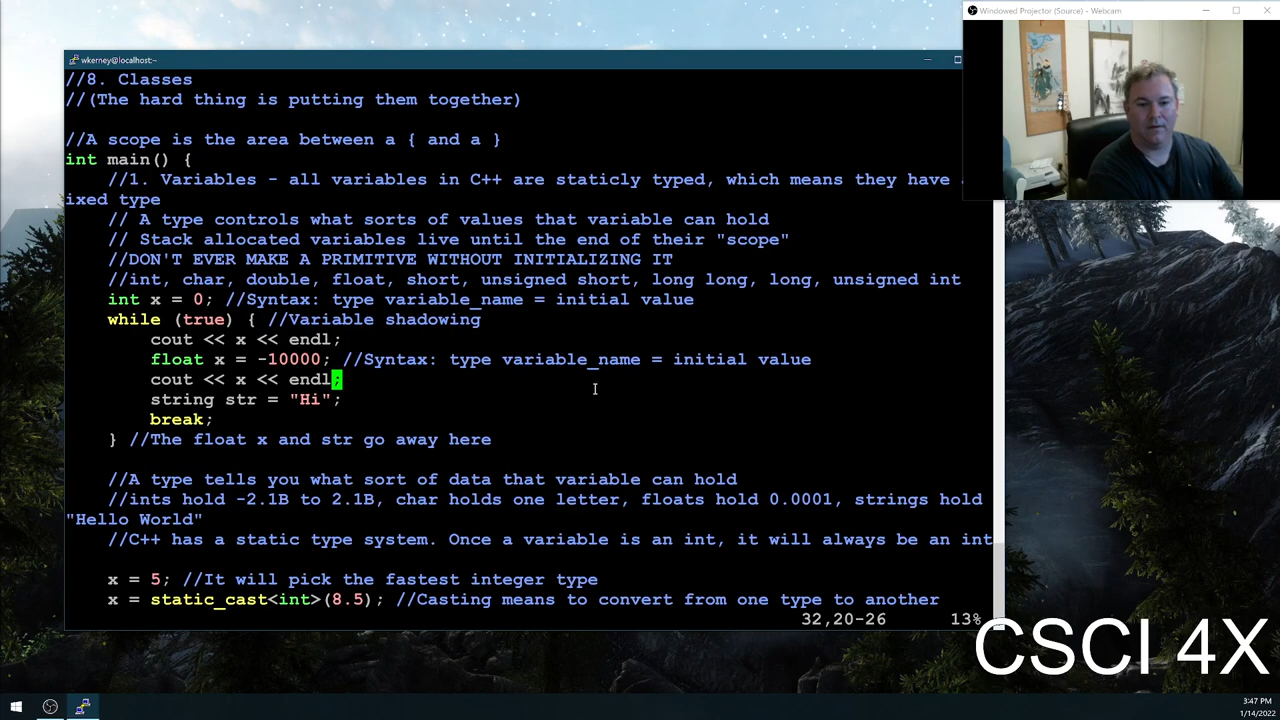 Windowed Projector (Source) - Webcam
wkerney@localhost:~
//8. Classes
//(The hard thing is putting them together)
//A scope is the area between a { and a }
int main() {
//1. Variables - all variables in C++ are staticly typed, which means they have
ixed type
// A type controls what sorts of values that variable can hold
// Stack allocated variables live until the end of their "scope"
//DON'T EVER MAKE A PRIMITIVE WITHOUT INITIALIZING IT
//int, char, double, float, short, unsigned short, long long, long, unsigned int
int x = 0; //Syntax: type variable_name = initial value
while (true) { //Variable shadowing
cout << x << endl;
float x = -10000; //Syntax: type variable_name = initial value
cout << x << endl;
string str = "Hi";
break;
} //The float x and str go away here
//A type tells you what sort of data that variable can hold
//ints hold -2.1B to 2.1B, char holds one letter, floats hold 0.0001, strings hold
"Hello World"
//C++ has a static type system. Once a variable is an int, it will always be an int
x = 5; //It will pick the fastest integer type
x = static_cast<int>(8.5); //Casting means to convert from one type to another
32,20-26 13%
CSCI 4X
3:47 PM
1/14/2022